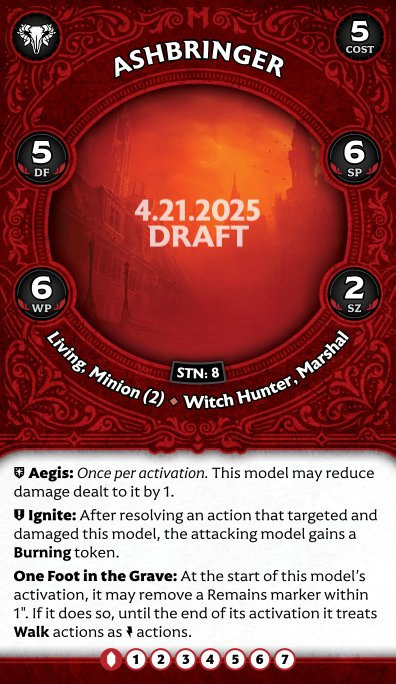 5
COST
ASHBRINGER
5
DF
6
SP
4.21.2025
DRAFT
6
WP
2
SZ
STN: 8
Living, Minion (2) ⬥ Witch Hunter, Marshal
Aegis: Once per activation. This model may reduce
damage dealt to it by 1.
Ignite: After resolving an action that targeted and
damaged this model, the attacking model gains a
Burning token.
One Foot in the Grave: At the start of this model’s
activation, it may remove a Remains marker within
1". If it does so, until the end of its activation it treats
Walk actions as actions.
1 2 3 4 5 6 7